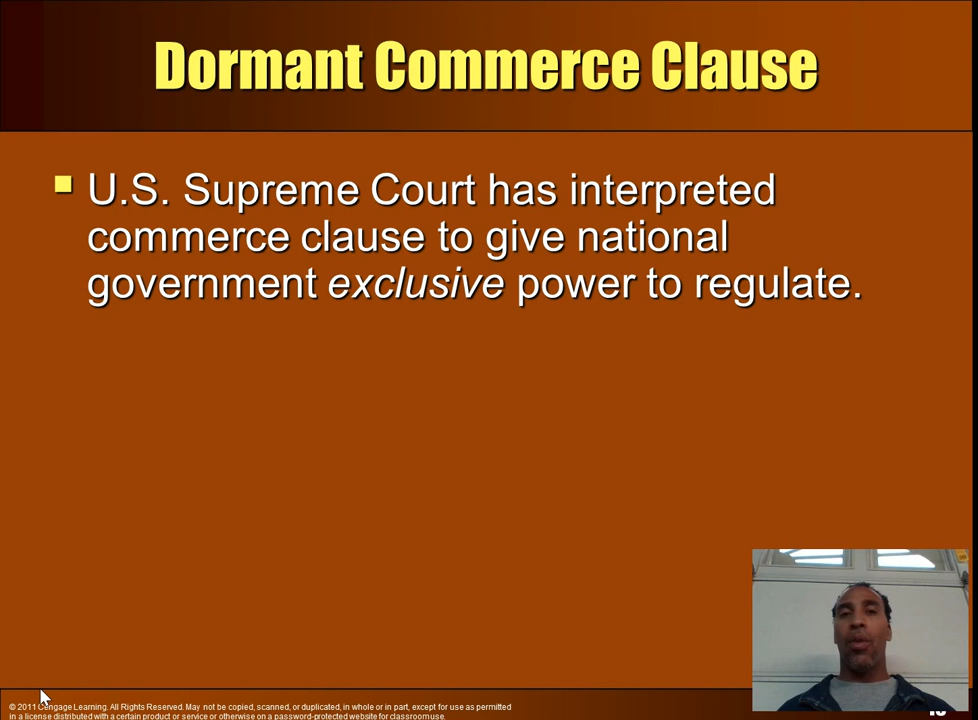 Dormant Commerce Clause
U.S. Supreme Court has interpreted
commerce clause to give national
government exclusive power to regulate.
© 2011 Cengage Learning. All Rights Reserved. May not be copied, scanned, or duplicated, in whole or in part, except for use as permitted
in a license distributed with a certain product or service or otherwise on a password-protected website for classroom use.